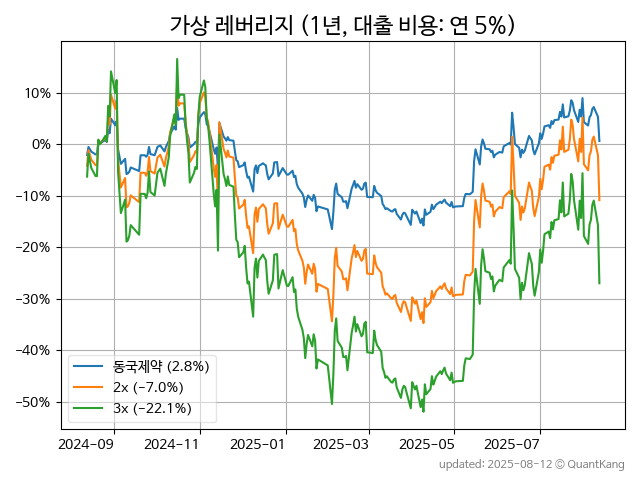 가상 레버리지 (1년, 대출 비용: 연 5%)
10%
0%
−10%
−20%
−30%
−40%
−50%
동국제약 (2.8%)
2x (−7.0%)
3x (−22.1%)
2024-09 2024-11 2025-01 2025-03 2025-05 2025-07
updated: 2025-08-12 © QuantKang